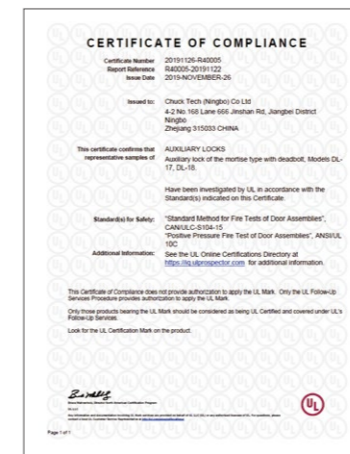 CERTIFICATE OF COMPLIANCE
Certificate Number 20191126-R40005
Report Reference R40005-20191122
Issue Date 2019-NOVEMBER-26
Issued to: Chuck Tech (Ningbo) Co Ltd
4-2 No.168 Lane 666 Jinshan Rd, Jiangbei District
Ningbo
Zhejiang 315033 CHINA
This certificate confirms that AUXILIARY LOCKS
representative samples of Auxiliary lock of the mortise type with deadbolt, Models DL-
17, DL-18.
Have been investigated by UL in accordance with the
Standard(s) indicated on this Certificate.
Standard(s) for Safety: "Standard Method for Fire Tests of Door Assemblies",
CAN/ULC-S104-15
"Positive Pressure Fire Test of Door Assemblies", ANSI/UL
10C
Additional Information: See the UL Online Certifications Directory at
https://iq.ulprospector.com for additional information.
This Certificate of Compliance does not provide authorization to apply the UL Mark. Only the UL Follow-Up
Services Procedure provides authorization to apply the UL Mark.
Only those products bearing the UL Mark should be considered as being UL Certified and covered under UL's
Follow-Up Services.
Look for the UL Certification Mark on the product.
UL
Page 1 of 1